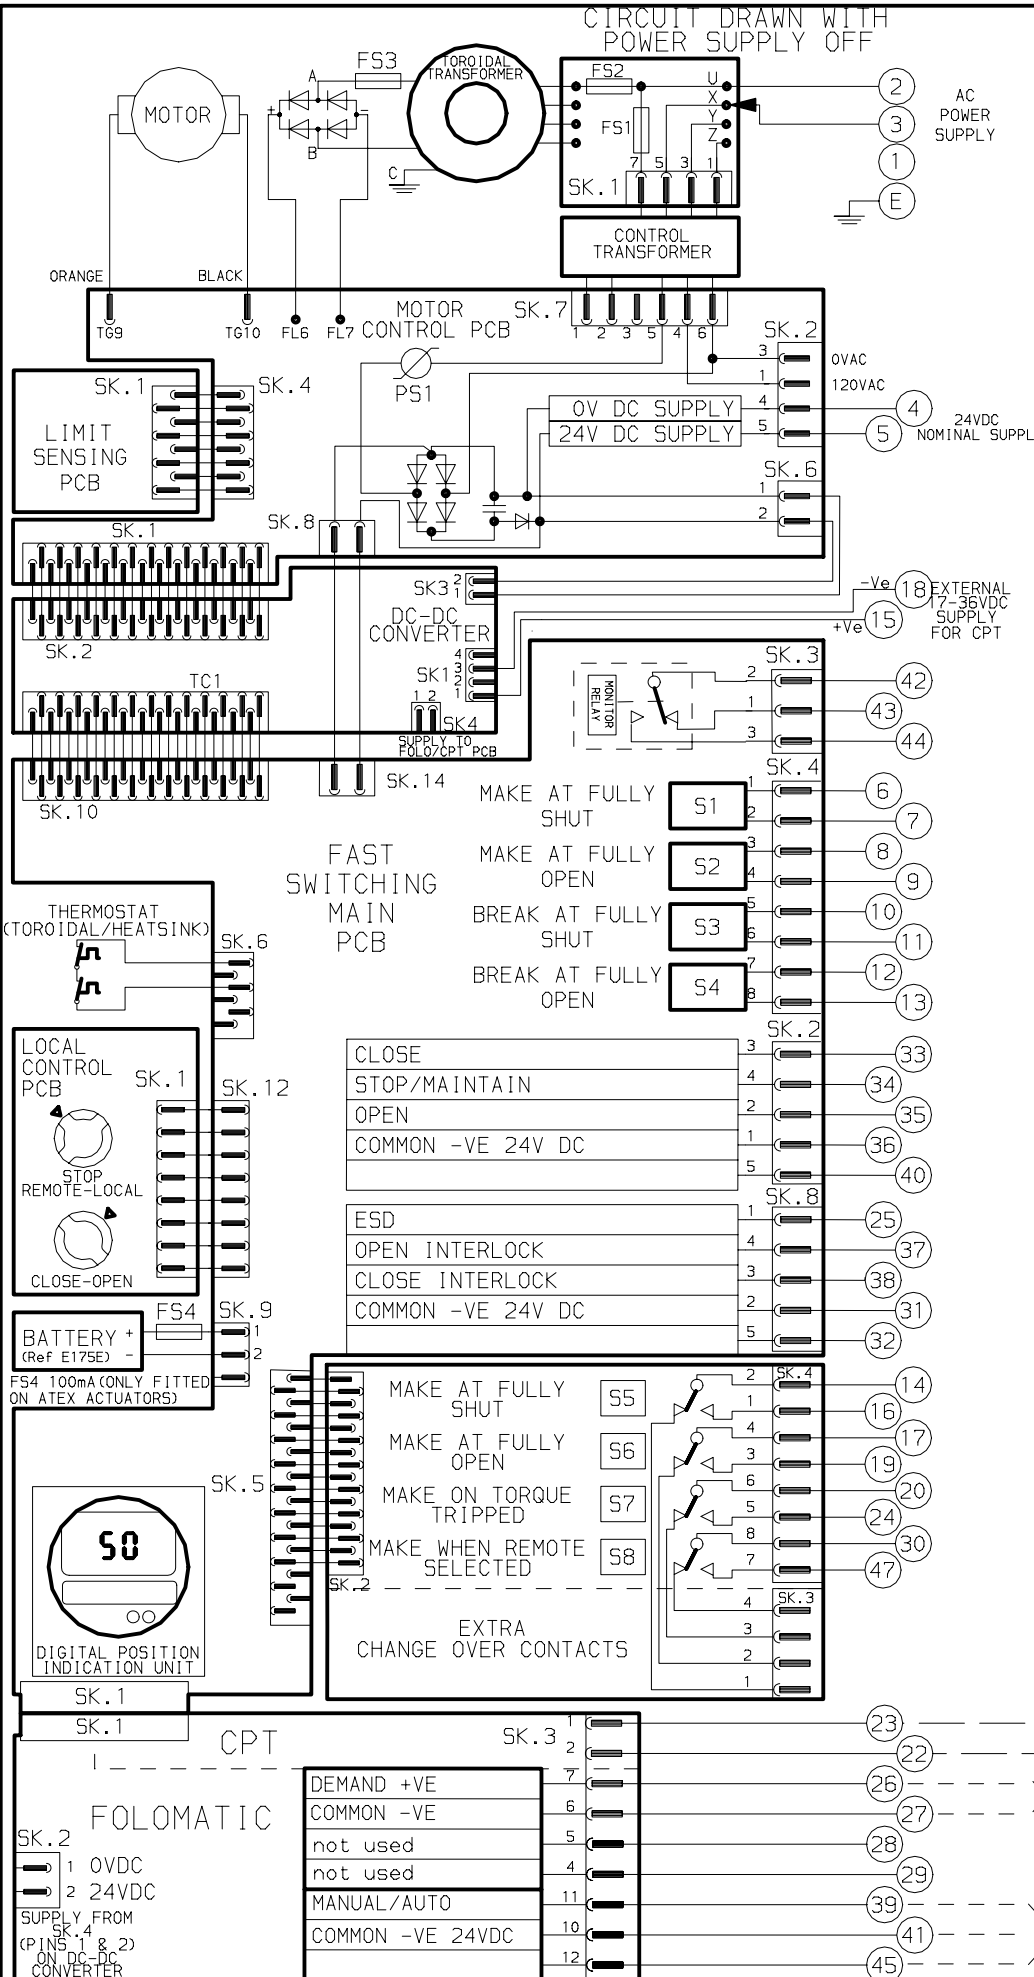 CIRCUIT DRAWN WITH
POWER SUPPLY OFF
MOTOR
A
B
C
+
-
FS3
TOROIDAL
TRANSFORMER
FS2
FS1
U
X
Y
Z
7 5 3 1
SK.1
2
3
1
E
AC
POWER
SUPPLY
CONTROL
TRANSFORMER
ORANGE
BLACK
TG9
TG10
FL6
FL7
MOTOR
CONTROL PCB
SK.7
1 2 3 5 4 6
PS1
SK.2
3
0VAC
1
120VAC
0V DC SUPPLY
4
4
24V DC SUPPLY
5
5
24VDC
NOMINAL SUPPL
SK.6
1
2
LIMIT
SENSING
PCB
SK.1
SK.4
SK.8
SK.1
SK.2
SK3
2
1
DC-DC
CONVERTER
SK1
4
3
2
1
1 2
SK4
SUPPLY TO
FOLO/CPT PCB
-Ve
18
+Ve
15
EXTERNAL
17-36VDC
SUPPLY
FOR CPT
TC1
SK.10
SK.14
MONITOR
RELAY
SK.3
2
42
1
43
3
44
SK.4
MAKE AT FULLY
SHUT
S1
1
6
2
7
MAKE AT FULLY
OPEN
S2
3
8
4
9
BREAK AT FULLY
SHUT
S3
5
10
6
11
BREAK AT FULLY
OPEN
S4
7
12
8
13
FAST
SWITCHING
MAIN
PCB
THERMOSTAT
(TOROIDAL/HEATSINK)
SK.6
SK.2
CLOSE
3
33
STOP/MAINTAIN
4
34
OPEN
2
35
COMMON -VE 24V DC
1
36
5
40
LOCAL
CONTROL
PCB
SK.1
SK.12
STOP
REMOTE-LOCAL
CLOSE-OPEN
SK.8
ESD
1
25
OPEN INTERLOCK
4
37
CLOSE INTERLOCK
3
38
COMMON -VE 24V DC
2
31
5
32
BATTERY +
(Ref E175E) -
FS4
SK.9
1
2
FS4 100mA(ONLY FITTED
ON ATEX ACTUATORS)
SK.5
SK.2
SK.4
MAKE AT FULLY
SHUT
S5
2
14
1
16
MAKE AT FULLY
OPEN
S6
4
17
3
19
MAKE ON TORQUE
TRIPPED
S7
6
20
5
24
MAKE WHEN REMOTE
SELECTED
S8
8
30
7
47
EXTRA
CHANGE OVER CONTACTS
SK.3
4
3
2
1
50
DIGITAL POSITION
INDICATION UNIT
SK.1
SK.1
CPT
SK.3
1
23
2
22
FOLOMATIC
DEMAND +VE
7
26
COMMON -VE
6
27
not used
5
28
not used
4
29
MANUAL/AUTO
11
39
COMMON -VE 24VDC
10
41
12
45
SK.2
1 0VDC
2 24VDC
SUPPLY FROM
SK.4
(PINS 1 & 2)
ON DC-DC
CONVERTER